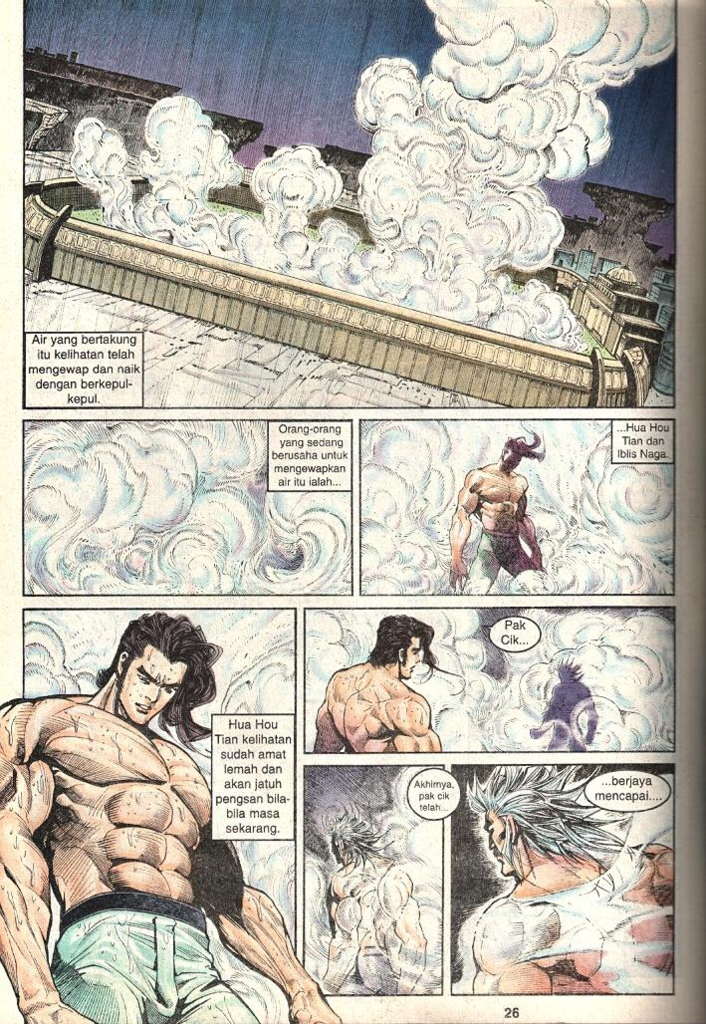 Air yang bertakung
itu kelihatan telah
mengewap dan naik
dengan berkepul-
kepul.
Orang-orang
yang sedang
berusaha untuk
mengewapkan
air itu ialah...
...Hua Hou
Tian dan
Iblis Naga.
Hua Hou
Tian kelihatan
sudah amat
lemah dan
akan jatuh
pengsan bila-
bila masa
sekarang.
Pak
Cik...
Akhirnya,
pak cik
telah...
...berjaya
mencapai....
26